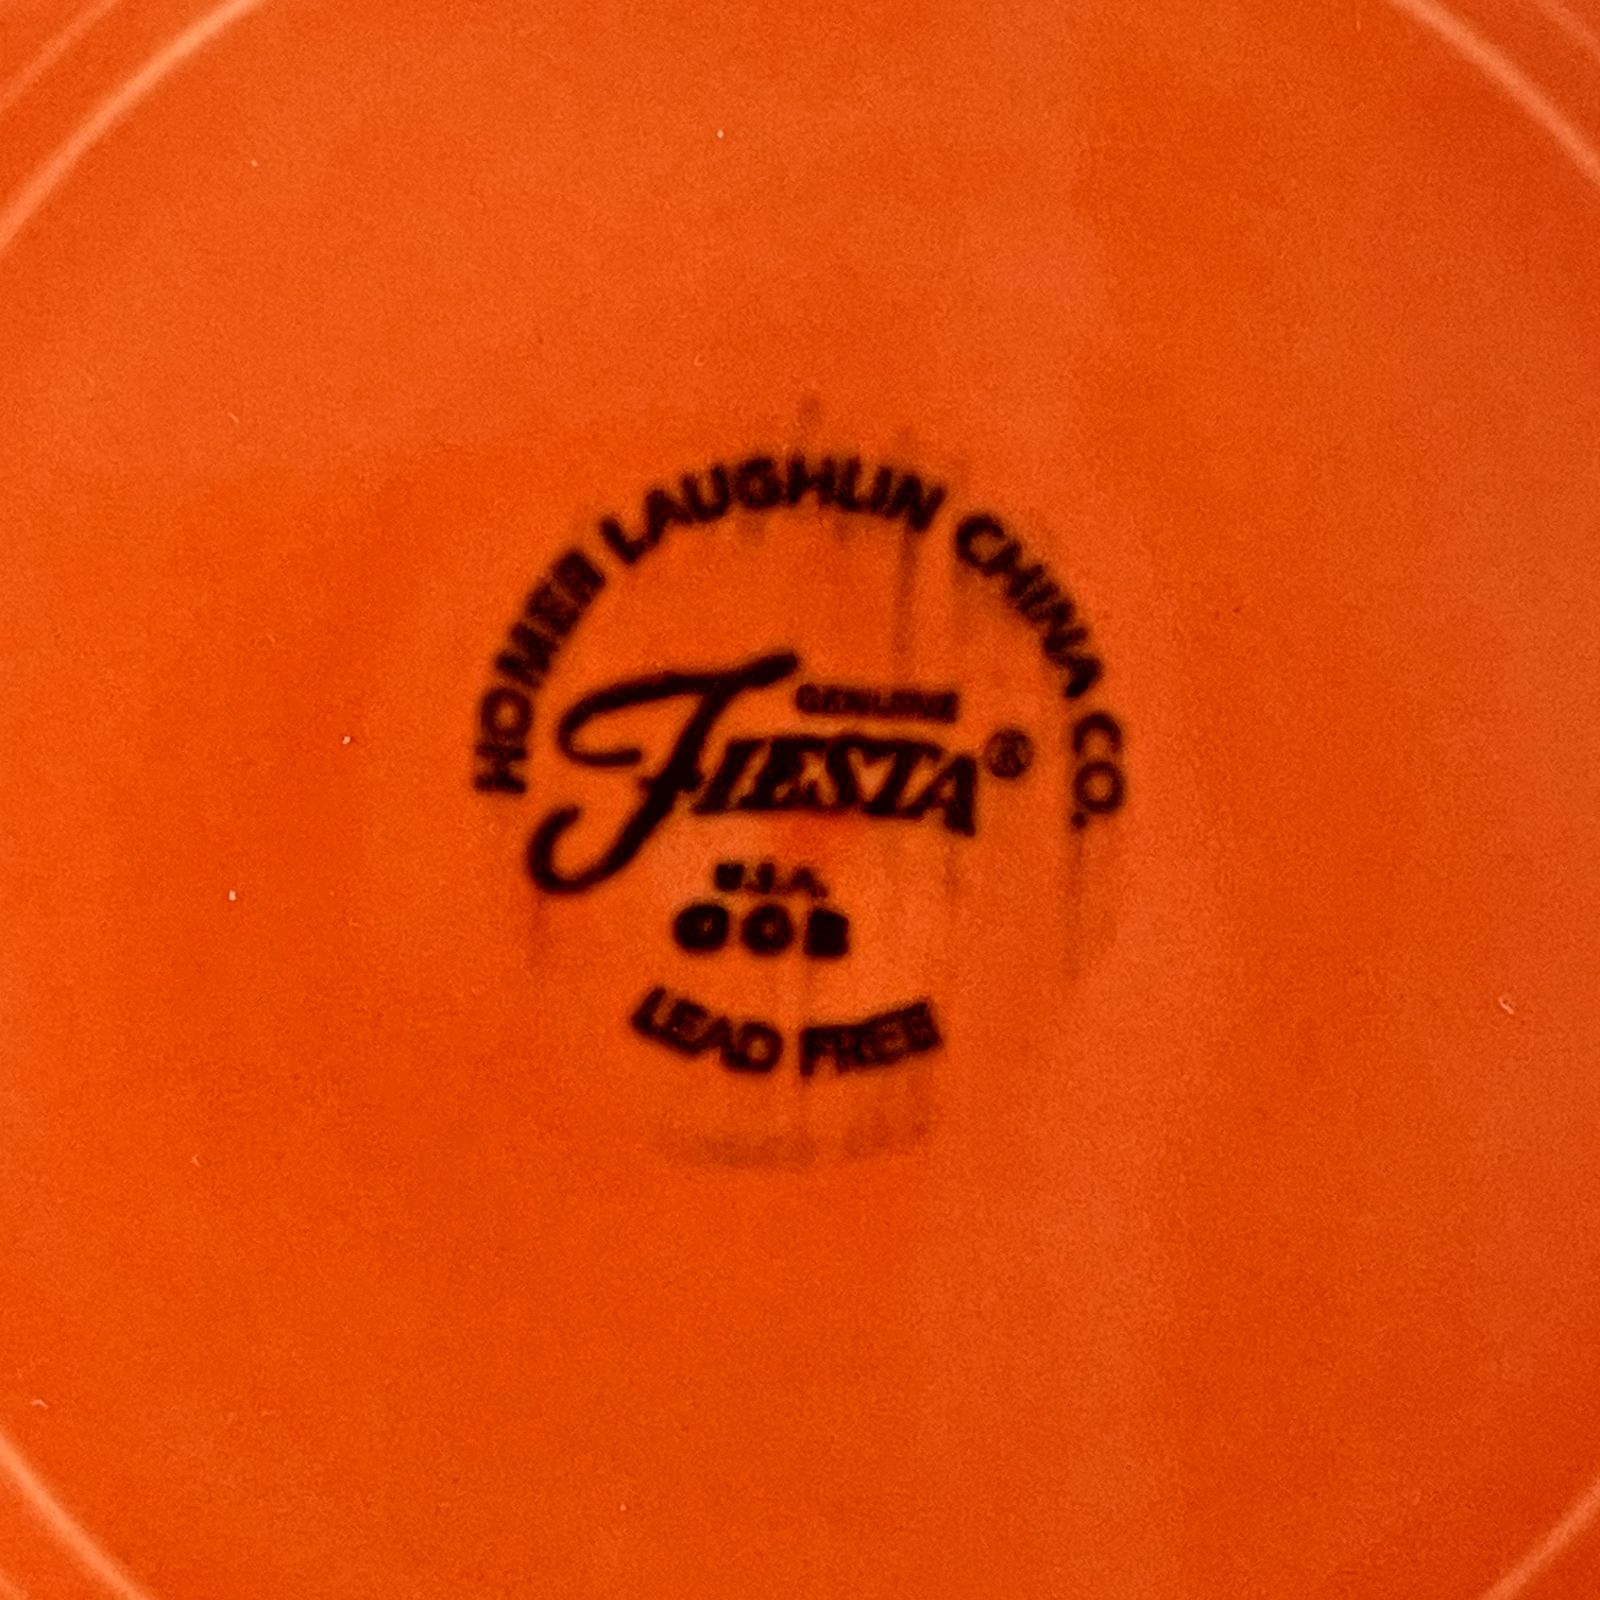 HOMER LAUGHLIN CHINA CO.
GENUINE
FIESTA®
U.S.A.
LEAD FREE